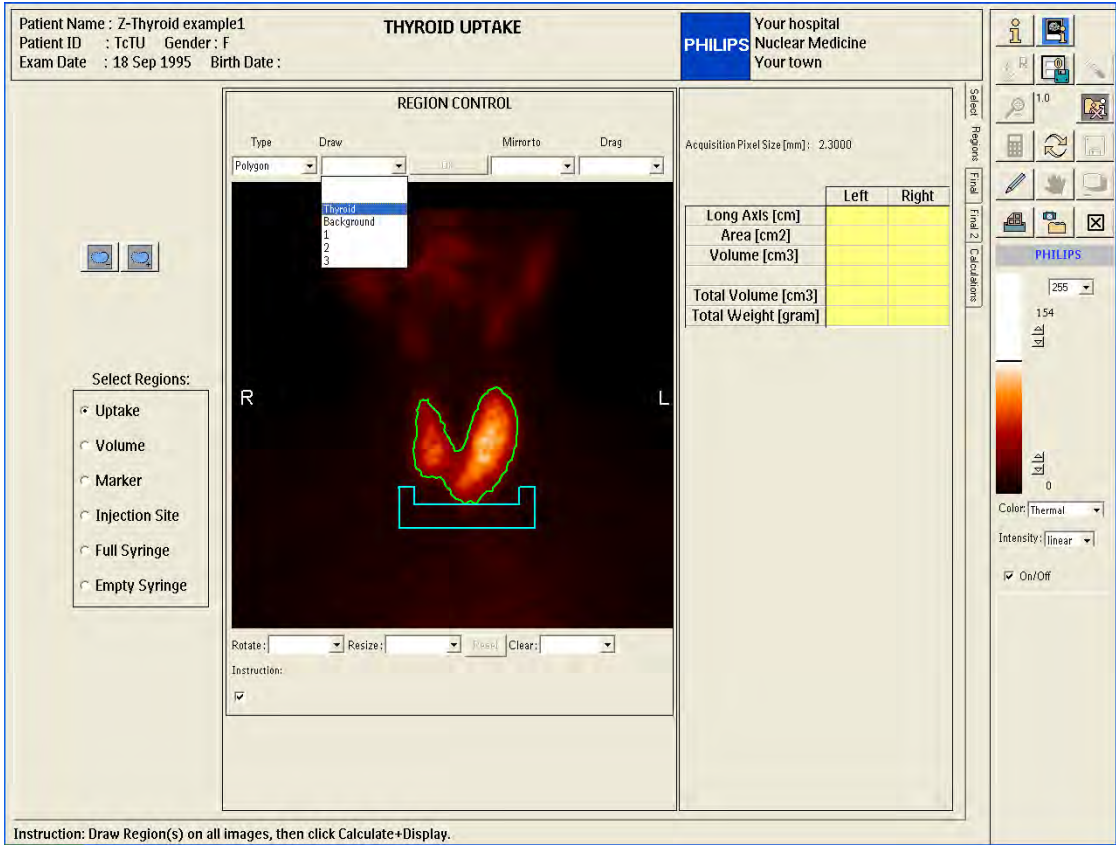 Patient Name : Z-Thyroid example1
Patient ID : TcTU Gender : F
Exam Date : 18 Sep 1995 Birth Date :
THYROID UPTAKE
PHILIPS
Your hospital
Nuclear Medicine
Your town
REGION CONTROL
Type Draw Mirror to Drag
Polygon
Thyroid
Background
1
2
3
R
L
Select Regions:
Uptake
Volume
Marker
Injection Site
Full Syringe
Empty Syringe
Rotate: Resize: Reset Clear:
Instruction:
Acquisition Pixel Size [mm] : 2.3000
Left Right
Long Axis [cm]
Area [cm2]
Volume [cm3]
Total Volume [cm3]
Total Weight [gram]
Select
Regions
Final
Final 2
Calculations
R
1.0
PHILIPS
255
154
0
Color: Thermal
Intensity: linear
On/Off
Instruction: Draw Region(s) on all images, then click Calculate+Display.